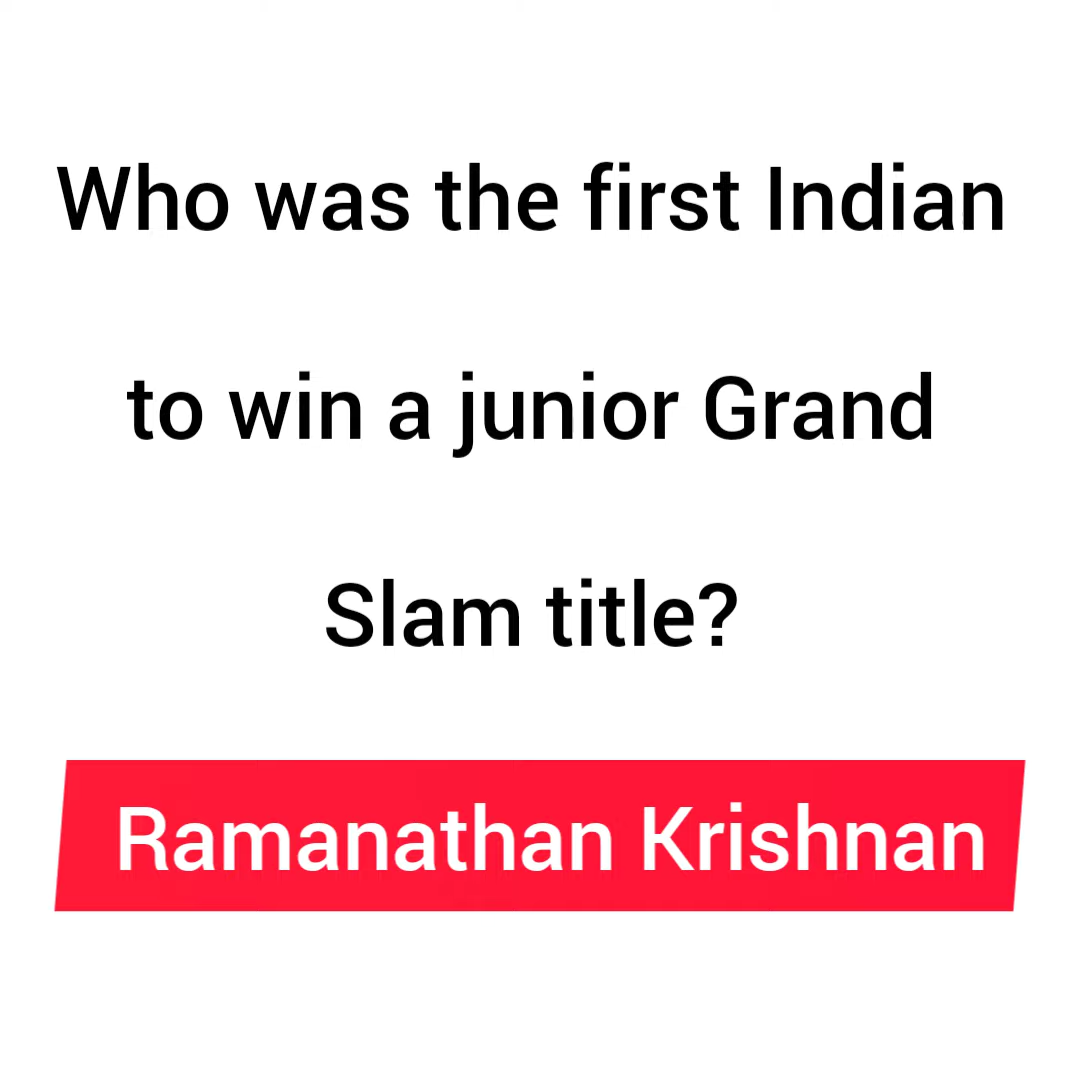 Who was the first Indian
to win a junior Grand
Slam title?
Ramanathan Krishnan